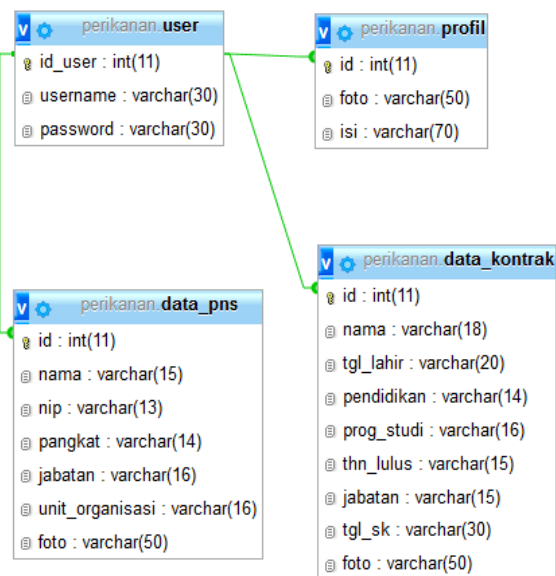 perikanan.user
id_user : int(11)
username : varchar(30)
password : varchar(30)
perikanan.profil
id : int(11)
foto : varchar(50)
isi : varchar(70)
perikanan.data_pns
id : int(11)
nama : varchar(15)
nip : varchar(13)
pangkat : varchar(14)
jabatan : varchar(16)
unit_organisasi : varchar(16)
foto : varchar(50)
perikanan.data_kontrak
id : int(11)
nama : varchar(18)
tgl_lahir : varchar(20)
pendidikan : varchar(14)
prog_studi : varchar(16)
thn_lulus : varchar(15)
jabatan : varchar(15)
tgl_sk : varchar(30)
foto : varchar(50)